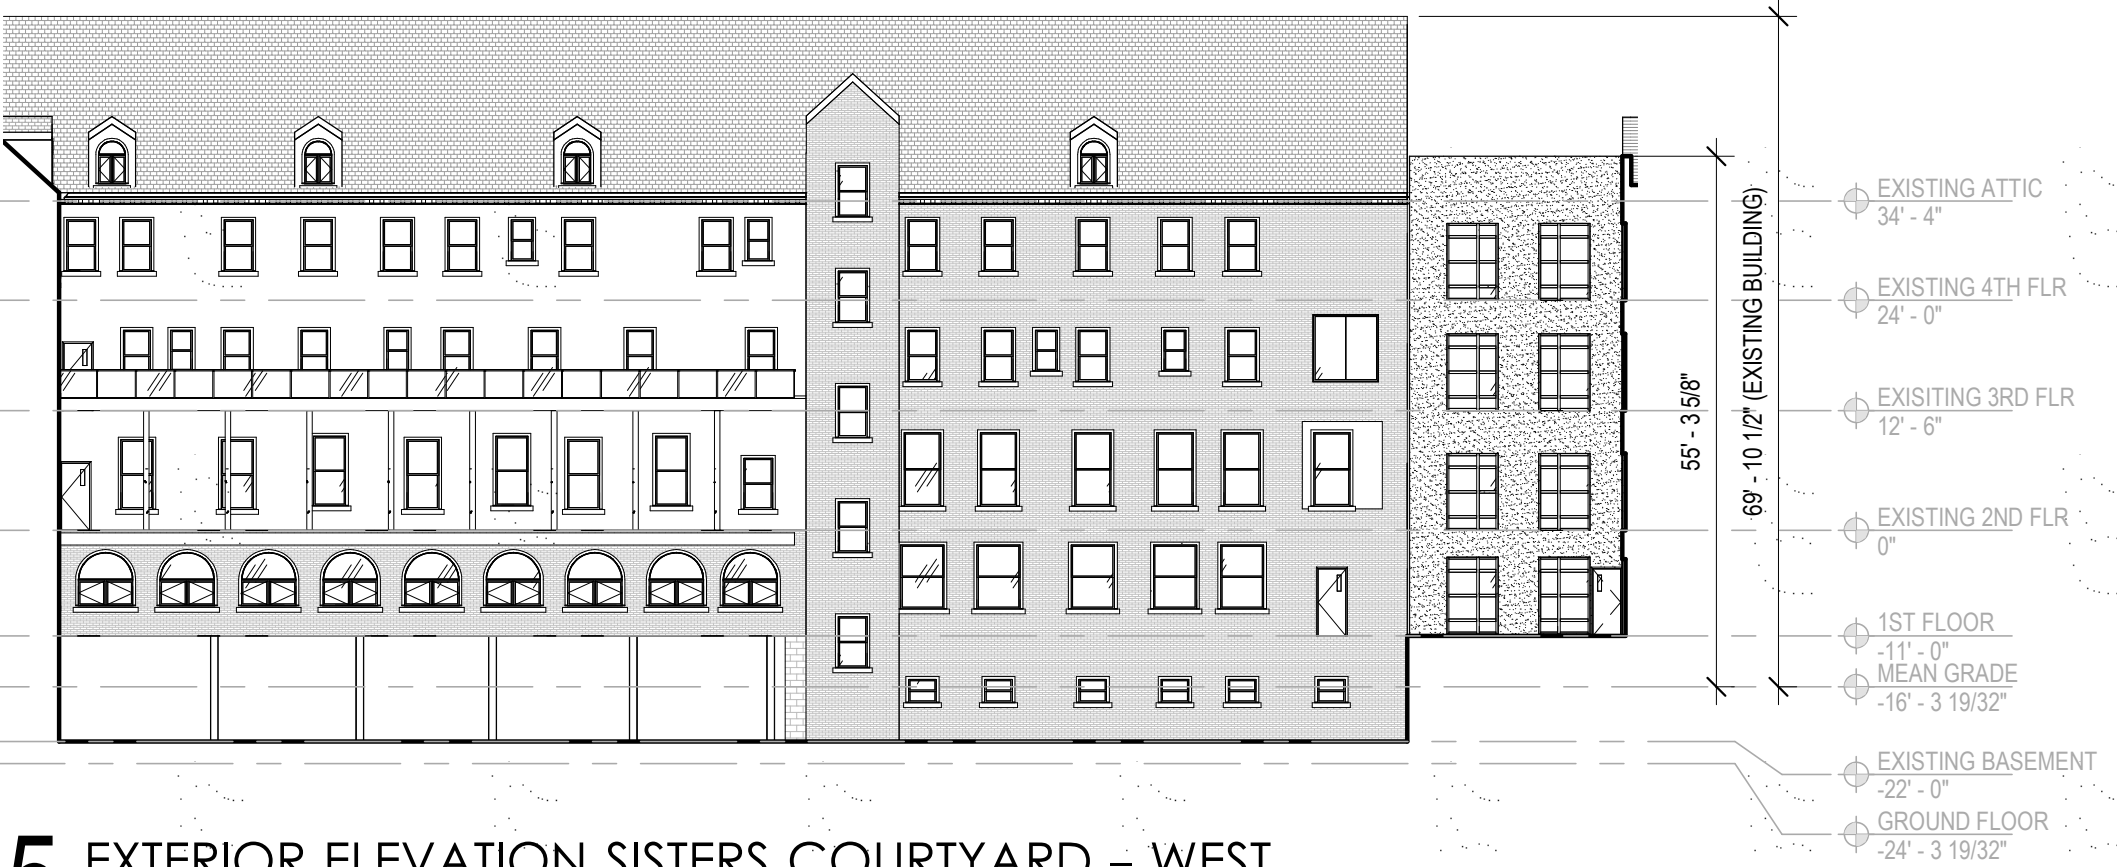 EXISTING ATTIC
34' - 4"
EXISTING 4TH FLR
24' - 0"
EXISITING 3RD FLR
12' - 6"
55' - 3 5/8"
69' - 10 1/2" (EXISTING BUILDING)
EXISTING 2ND FLR
0"
1ST FLOOR
-11' - 0"
MEAN GRADE
-16' - 3 19/32"
EXISTING BASEMENT
-22' - 0"
GROUND FLOOR
-24' - 3 19/32"
5 EXTERIOR ELEVATION SISTERS COURTYARD – WEST